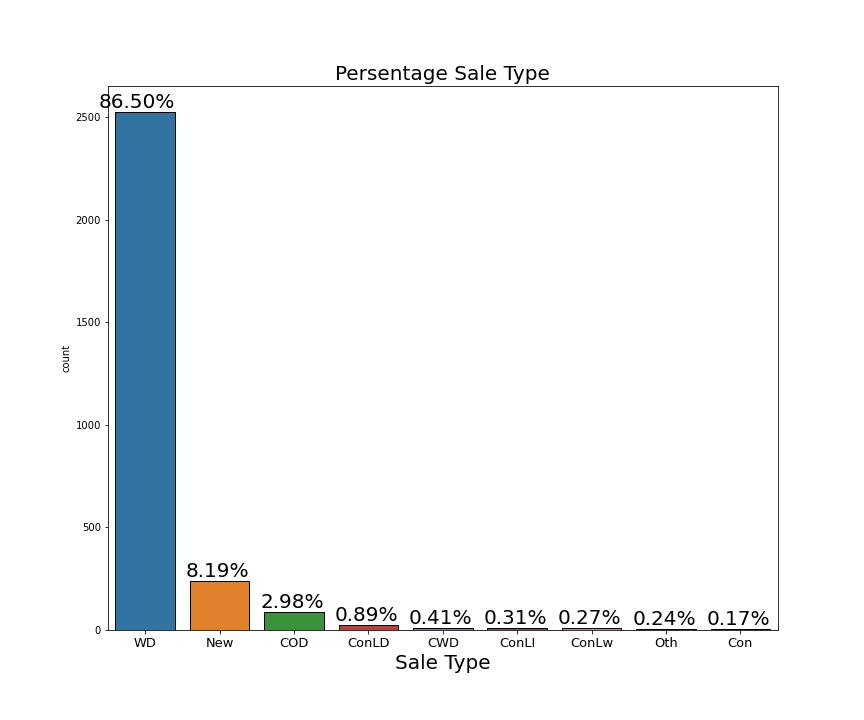 Persentage Sale Type
86.50%
2500
2000
1500
count
1000
500
8.19%
2.98%
0.89% 0.41% 0.31% 0.27% 0.24% 0.17%
0
WD New COD ConLD CWD ConLI ConLw Oth Con
Sale Type